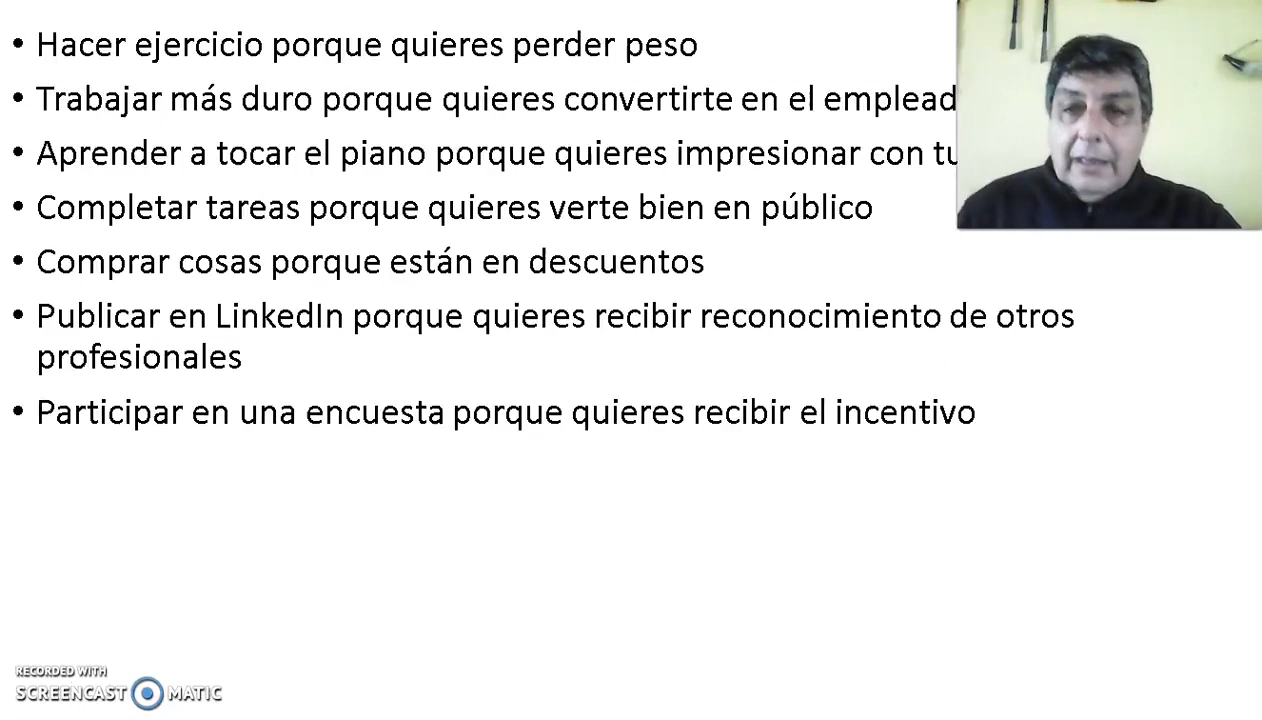 • Hacer ejercicio porque quieres perder peso
• Trabajar más duro porque quieres convertirte en el emplead
• Aprender a tocar el piano porque quieres impresionar con tu
• Completar tareas porque quieres verte bien en público
• Comprar cosas porque están en descuentos
• Publicar en LinkedIn porque quieres recibir reconocimiento de otros
profesionales
• Participar en una encuesta porque quieres recibir el incentivo
RECORDED WITH
SCREENCAST MATIC